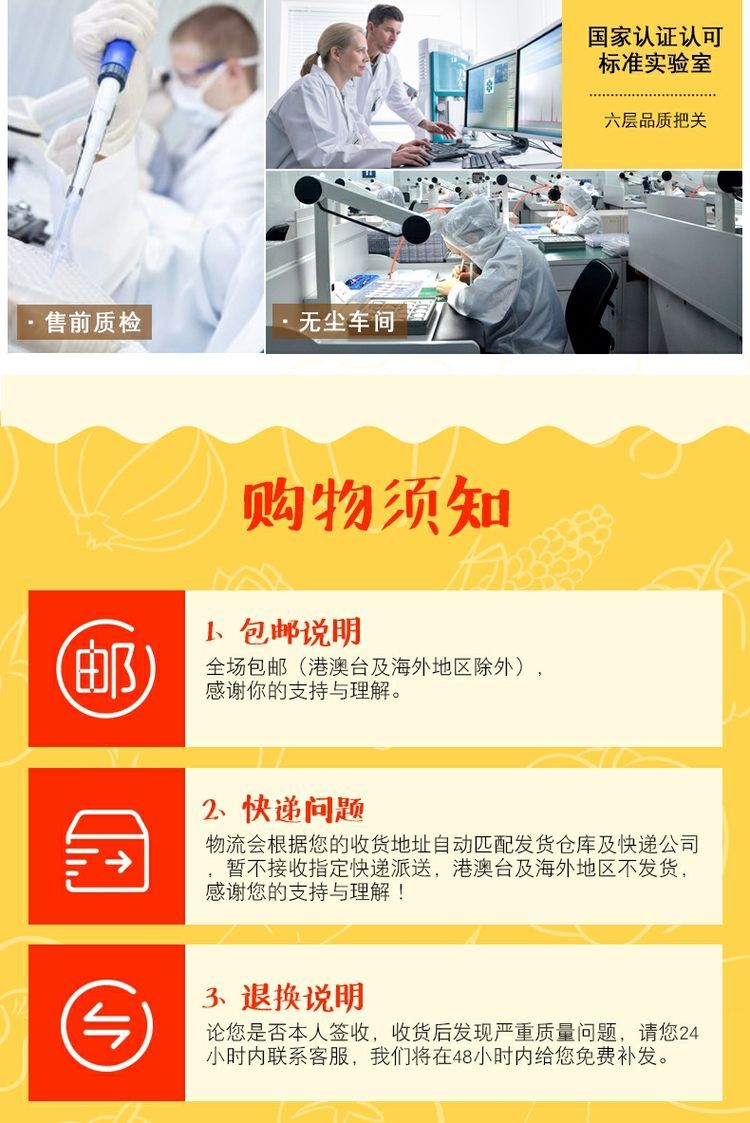 国家认证认可
标准实验室
六层品质把关
· 售前质检
· 无尘车间
购物须知
邮
1、包邮说明
全场包邮（港澳台及海外地区除外），
感谢你的支持与理解。
2、快递问题
物流会根据您的收货地址自动匹配发货仓库及快递公司
，暂不接收指定快递派送，港澳台及海外地区不发货，
感谢您的支持与理解！
3、退换说明
论您是否本人签收，收货后发现严重质量问题，请您24
小时内联系客服，我们将在48小时内给您免费补发。